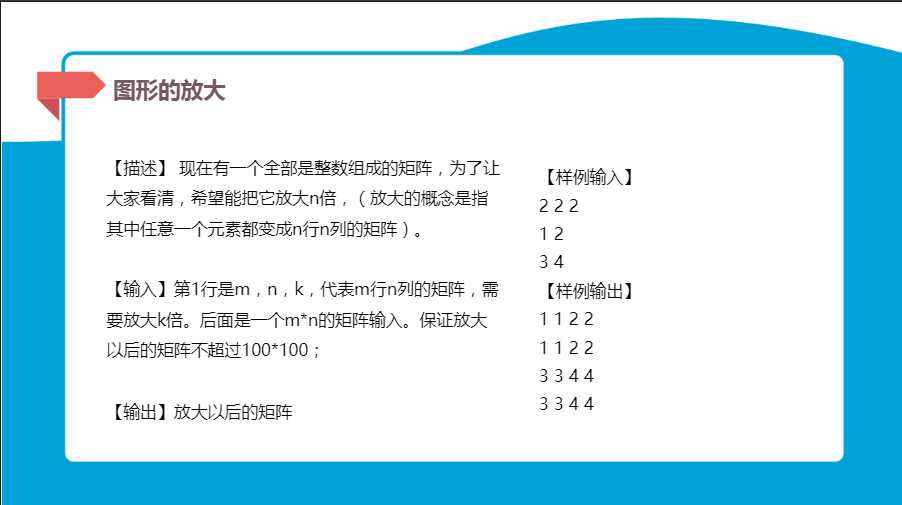 图形的放大
【描述】 现在有一个全部是整数组成的矩阵，为了让
大家看清，希望能把它放大n倍，（放大的概念是指
其中任意一个元素都变成n行n列的矩阵）。
【输入】第1行是m，n，k，代表m行n列的矩阵，需
要放大k倍。后面是一个m*n的矩阵输入。保证放大
以后的矩阵不超过100*100；
【输出】放大以后的矩阵
【样例输入】
2 2 2
1 2
3 4
【样例输出】
1 1 2 2
1 1 2 2
3 3 4 4
3 3 4 4